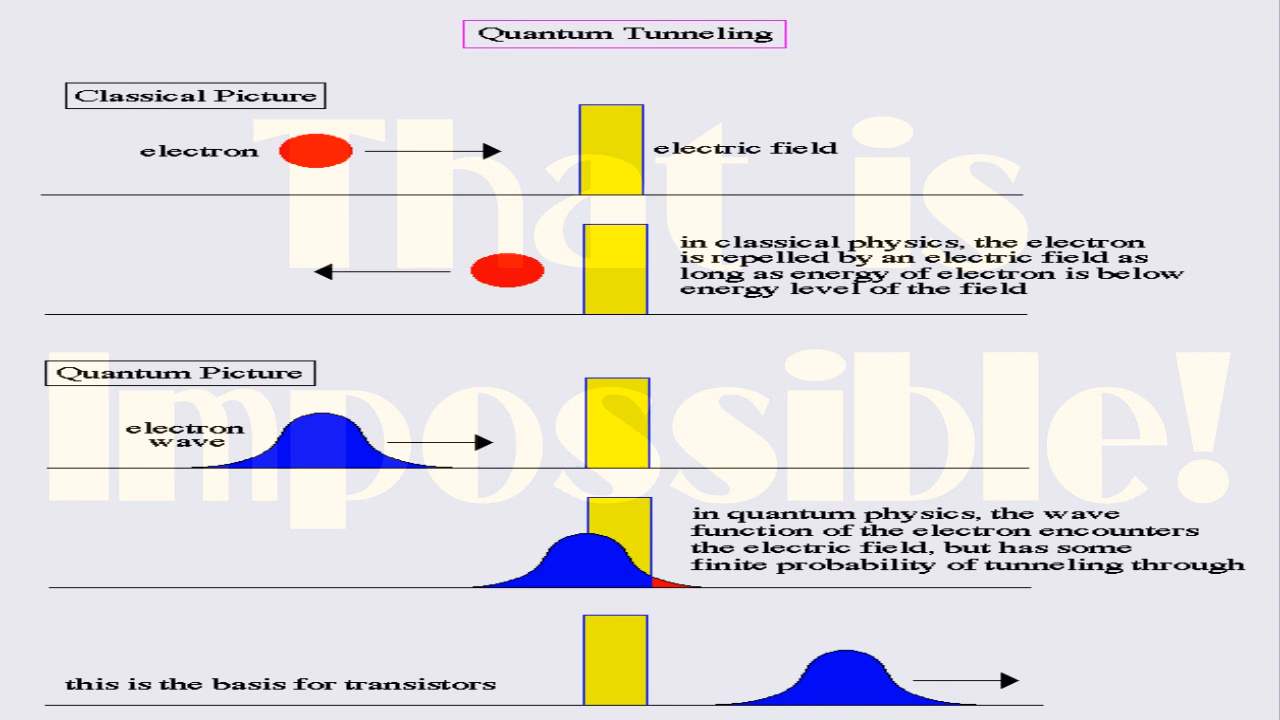 Quantum Tunneling
Classical Picture
electron
electric field
in classical physics, the electron
is repelled by an electric field as
long as energy of electron is below
energy level of the field
Quantum Picture
electron
wave
in quantum physics, the wave
function of the electron encounters
the electric field, but has some
finite probability of tunneling through
this is the basis for transistors
That is
Impossible!